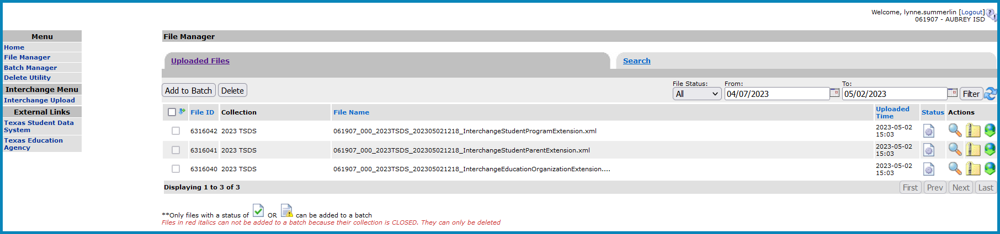 Welcome, lynne.summerlin [Logout]
061907 - AUBREY ISD
Menu
Home
File Manager
Batch Manager
Delete Utility
Interchange Menu
Interchange Upload
External Links
Texas Student Data
System
Texas Education
Agency
File Manager
Uploaded Files
Search
Add to Batch
Delete
File Status:
All
From:
04/07/2023
To:
05/02/2023
Filter
File ID
Collection
File Name
Uploaded
Time
Status
Actions
6316042 2023 TSDS 061907_000_2023TSDS_202305021218_InterchangeStudentProgramExtension.xml
2023-05-02
15:03
6316041 2023 TSDS 061907_000_2023TSDS_202305021218_InterchangeStudentParentExtension.xml
2023-05-02
15:03
6316040 2023 TSDS 061907_000_2023TSDS_202305021218_InterchangeEducationOrganizationExtension....
2023-05-02
15:03
Displaying 1 to 3 of 3
First Prev Next Last
**Only files with a status of OR can be added to a batch
Files in red italics can not be added to a batch because their collection is CLOSED. They can only be deleted